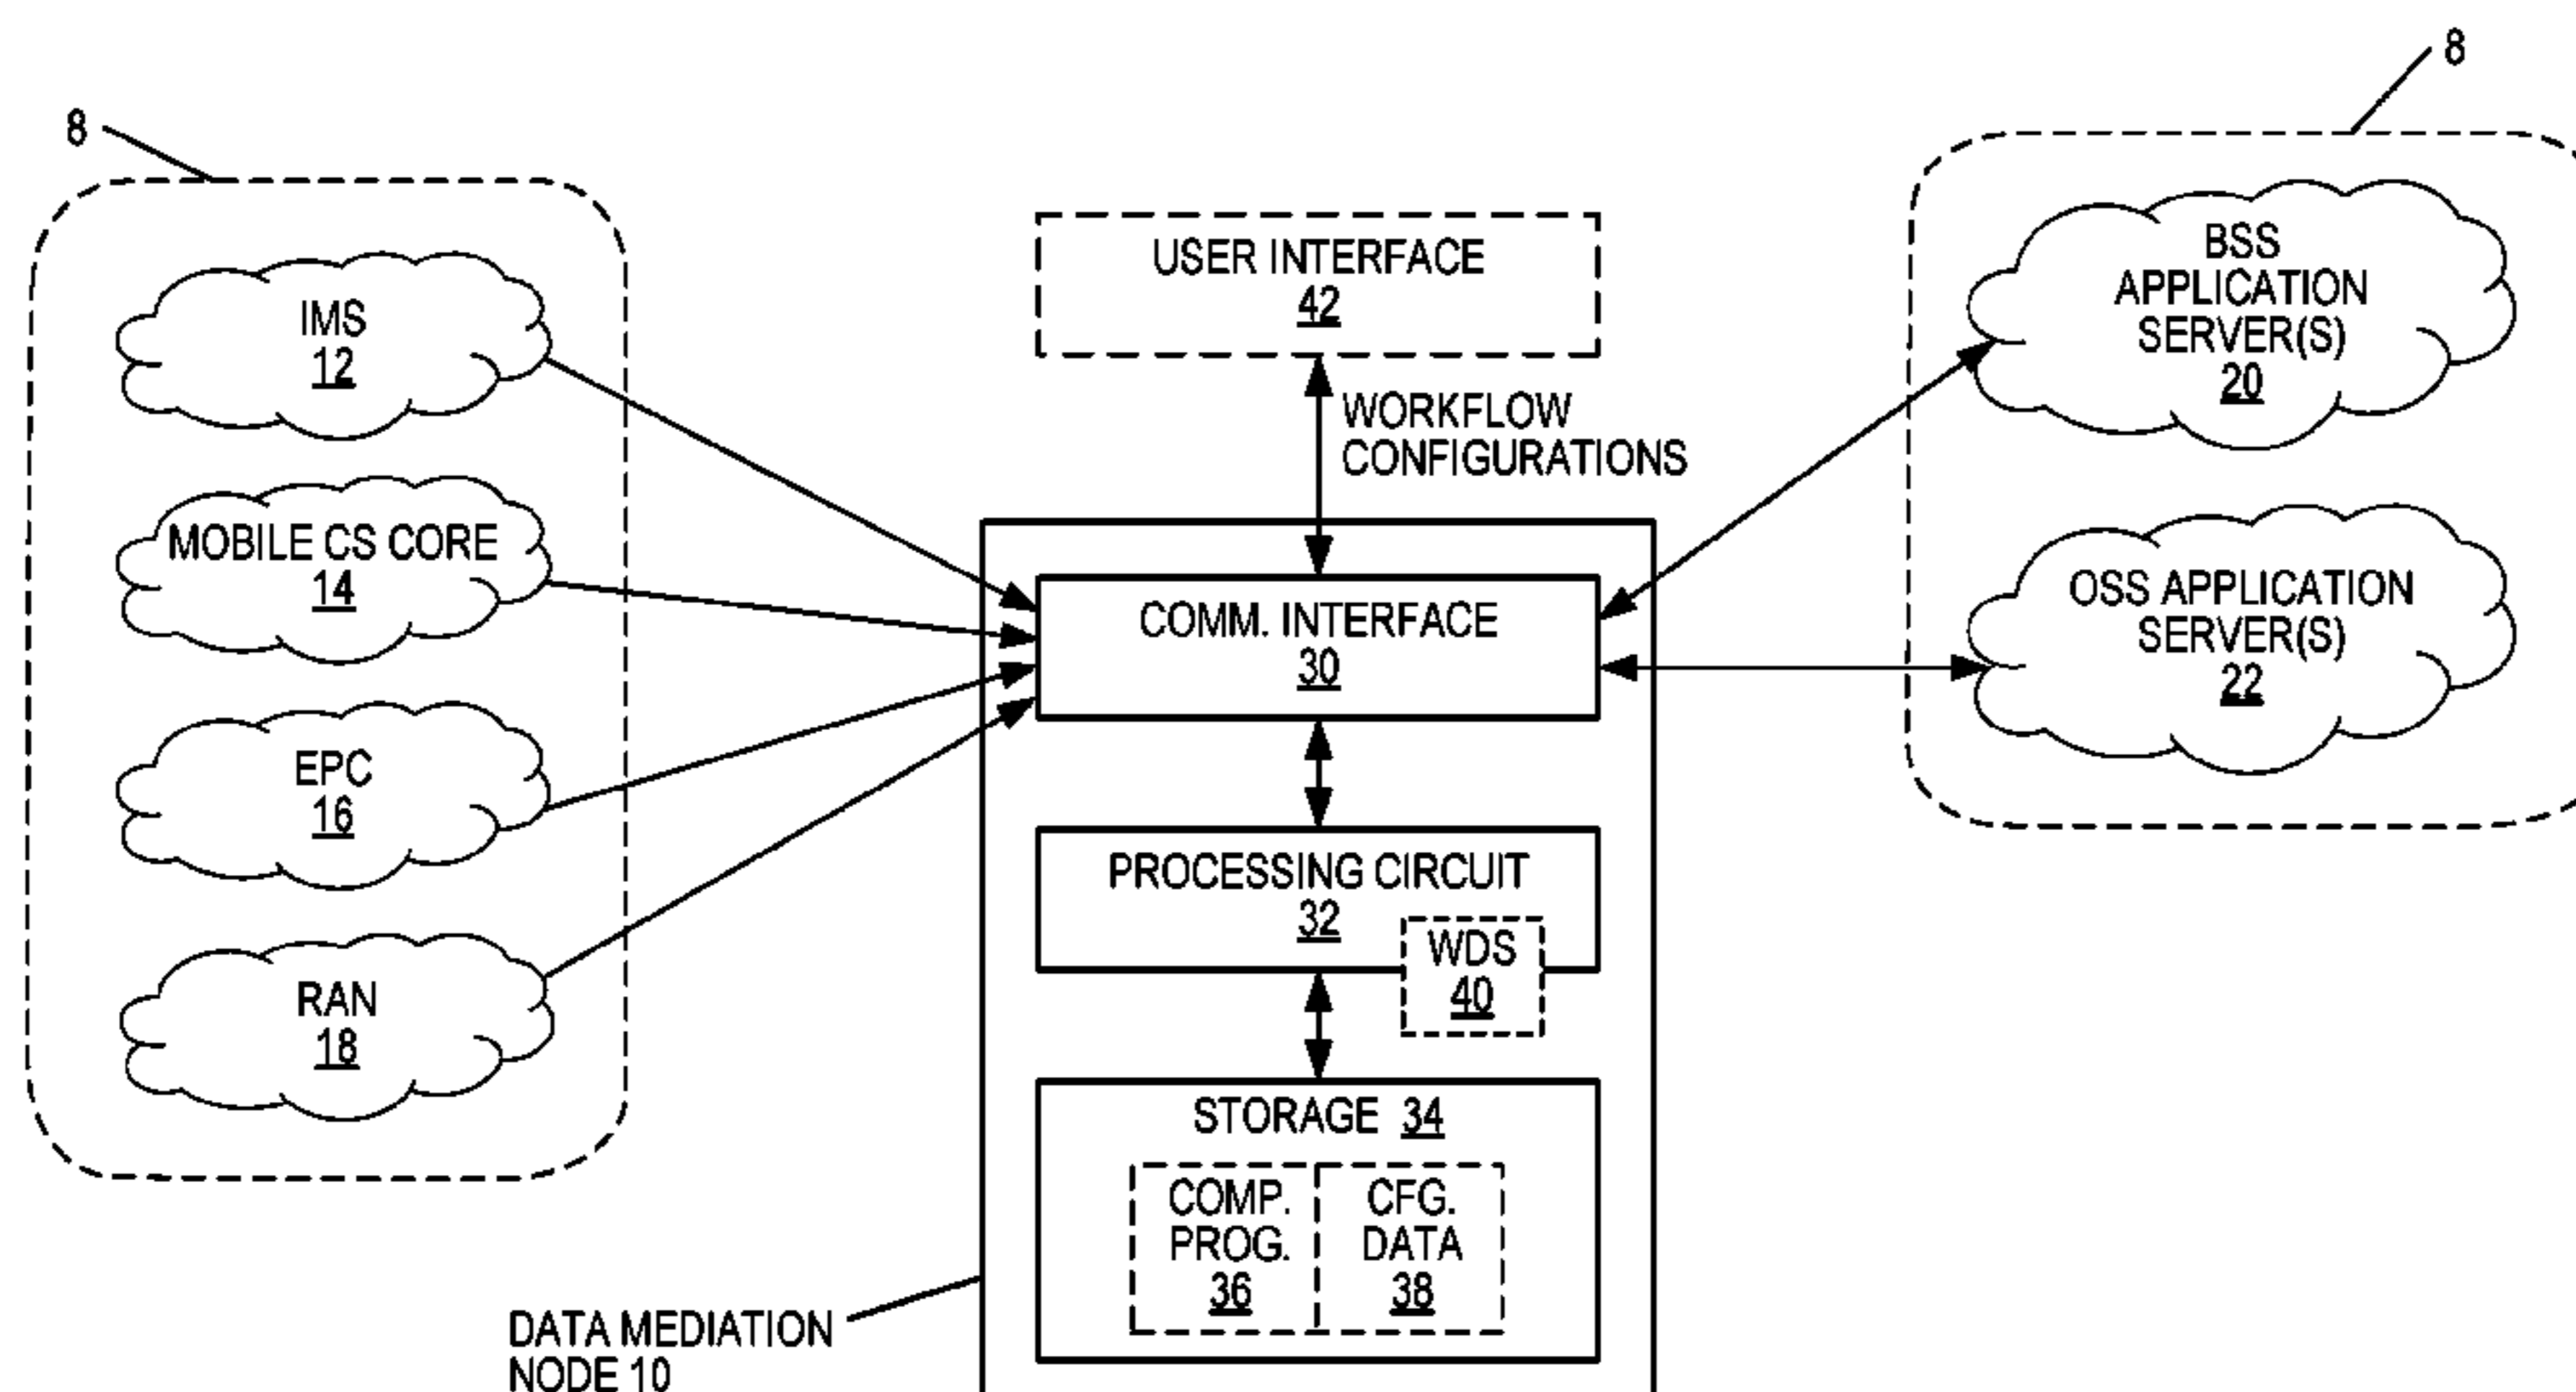 8
8
IMS
12
MOBILE CS CORE
14
EPC
16
RAN
18
USER INTERFACE
42
WORKFLOW
CONFIGURATIONS
COMM. INTERFACE
30
PROCESSING CIRCUIT
32
WDS
40
STORAGE 34
COMP.
PROG.
36
CFG.
DATA
38
DATA MEDIATION
NODE 10
BSS
APPLICATION
SERVER(S)
20
OSS APPLICATION
SERVER(S)
22